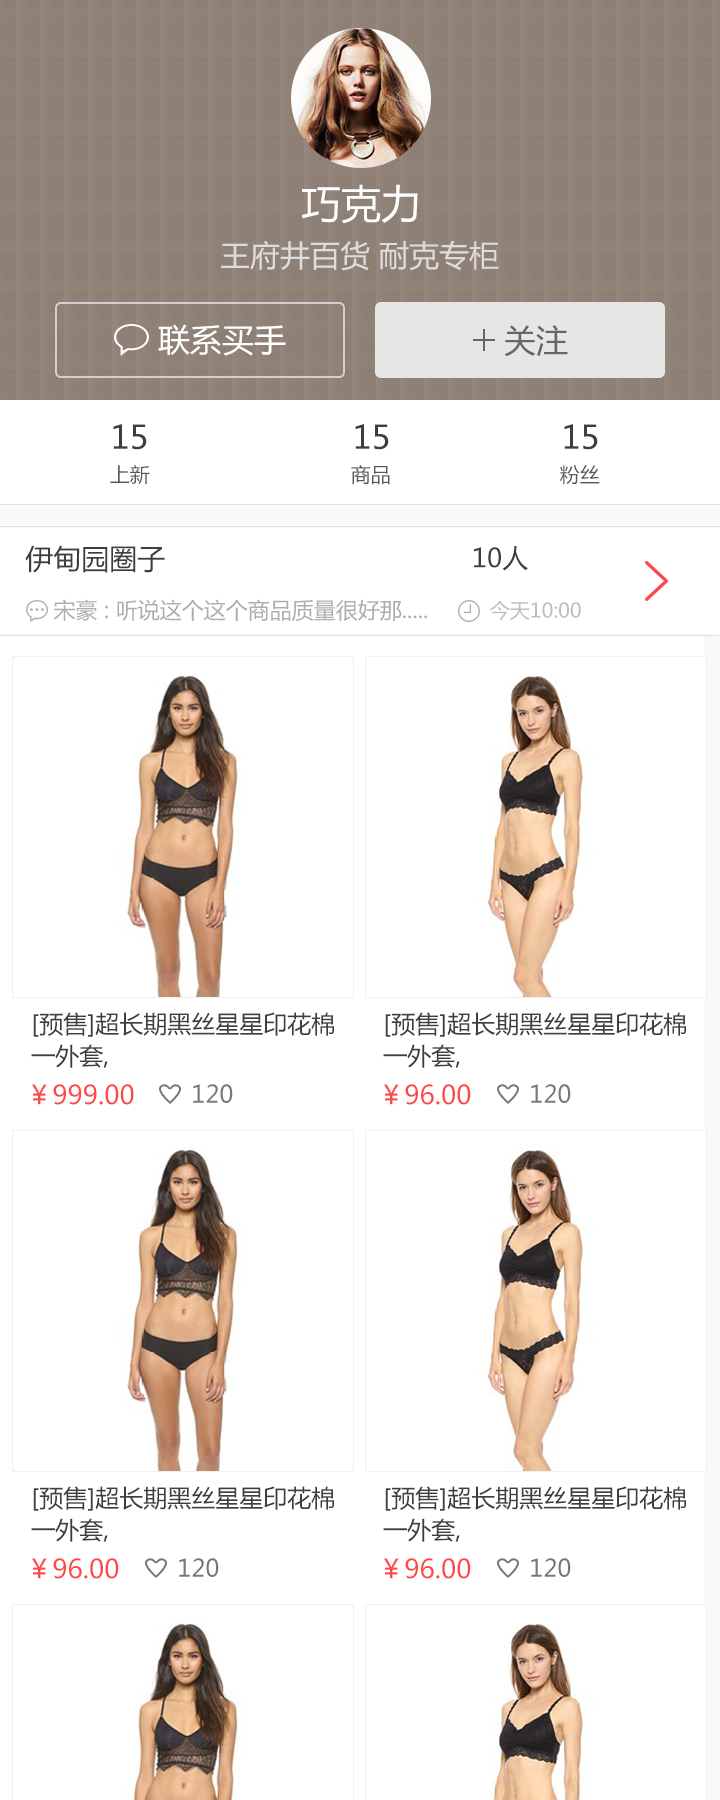 巧克力
王府井百货 耐克专柜
联系买手
关注
15
15
15
上新
商品
粉丝
伊甸园圈子
10人
宋豪 : 听说这个这个商品质量很好那.....
今天10:00
[预售]超长期黑丝星星印花棉
一外套,
¥ 999.00
120
[预售]超长期黑丝星星印花棉
一外套,
¥ 96.00
120
[预售]超长期黑丝星星印花棉
一外套,
¥ 96.00
120
[预售]超长期黑丝星星印花棉
一外套,
¥ 96.00
120